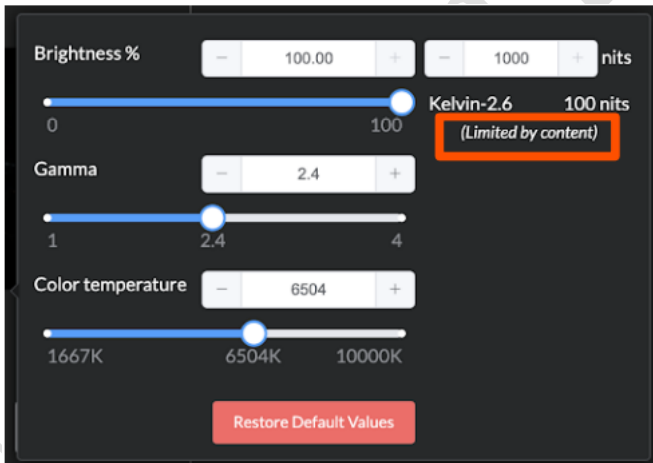 Brightness %
− 100.00 +
− 1000 + nits
0 100
Kelvin-2.6 100 nits
(Limited by content)
Gamma
− 2.4 +
1 2.4 4
Color temperature
− 6504 +
1667K 6504K 10000K
Restore Default Values